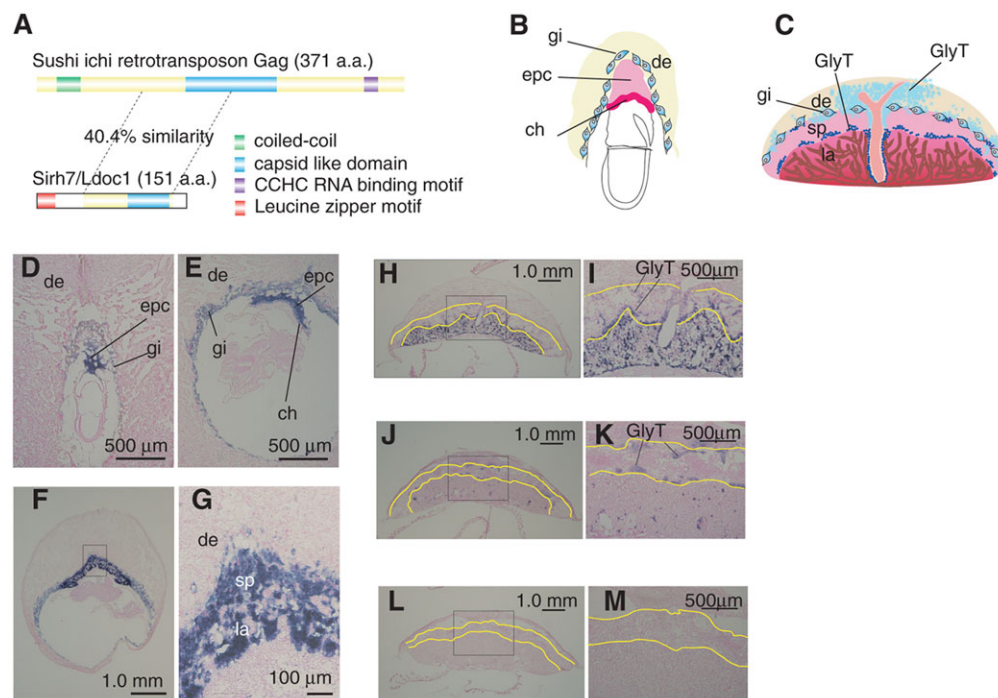 A
Sushi ichi retrotransposon Gag (371 a.a.)
40.4% similarity
Sirh7/Ldoc1 (151 a.a.)
coiled-coil
capsid like domain
CCHC RNA binding motif
Leucine zipper motif
B
gi
de
epc
ch
C
GlyT
GlyT
gi
de
sp
la
D
de
epc
gi
500 μm
E
de
epc
gi
ch
500 μm
F
1.0 mm
G
de
sp
la
100 μm
H
1.0 mm
I
500μm
GlyT
J
1.0 mm
K
500μm
GlyT
L
1.0 mm
M
500μm